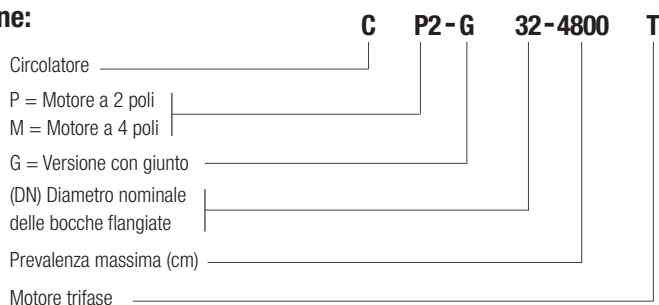 ne:
C P2-G 32-4800 T
Circolatore
P = Motore a 2 poli
M = Motore a 4 poli
G = Versione con giunto
(DN) Diametro nominale
delle bocche flangiate
Prevalenza massima (cm)
Motore trifase